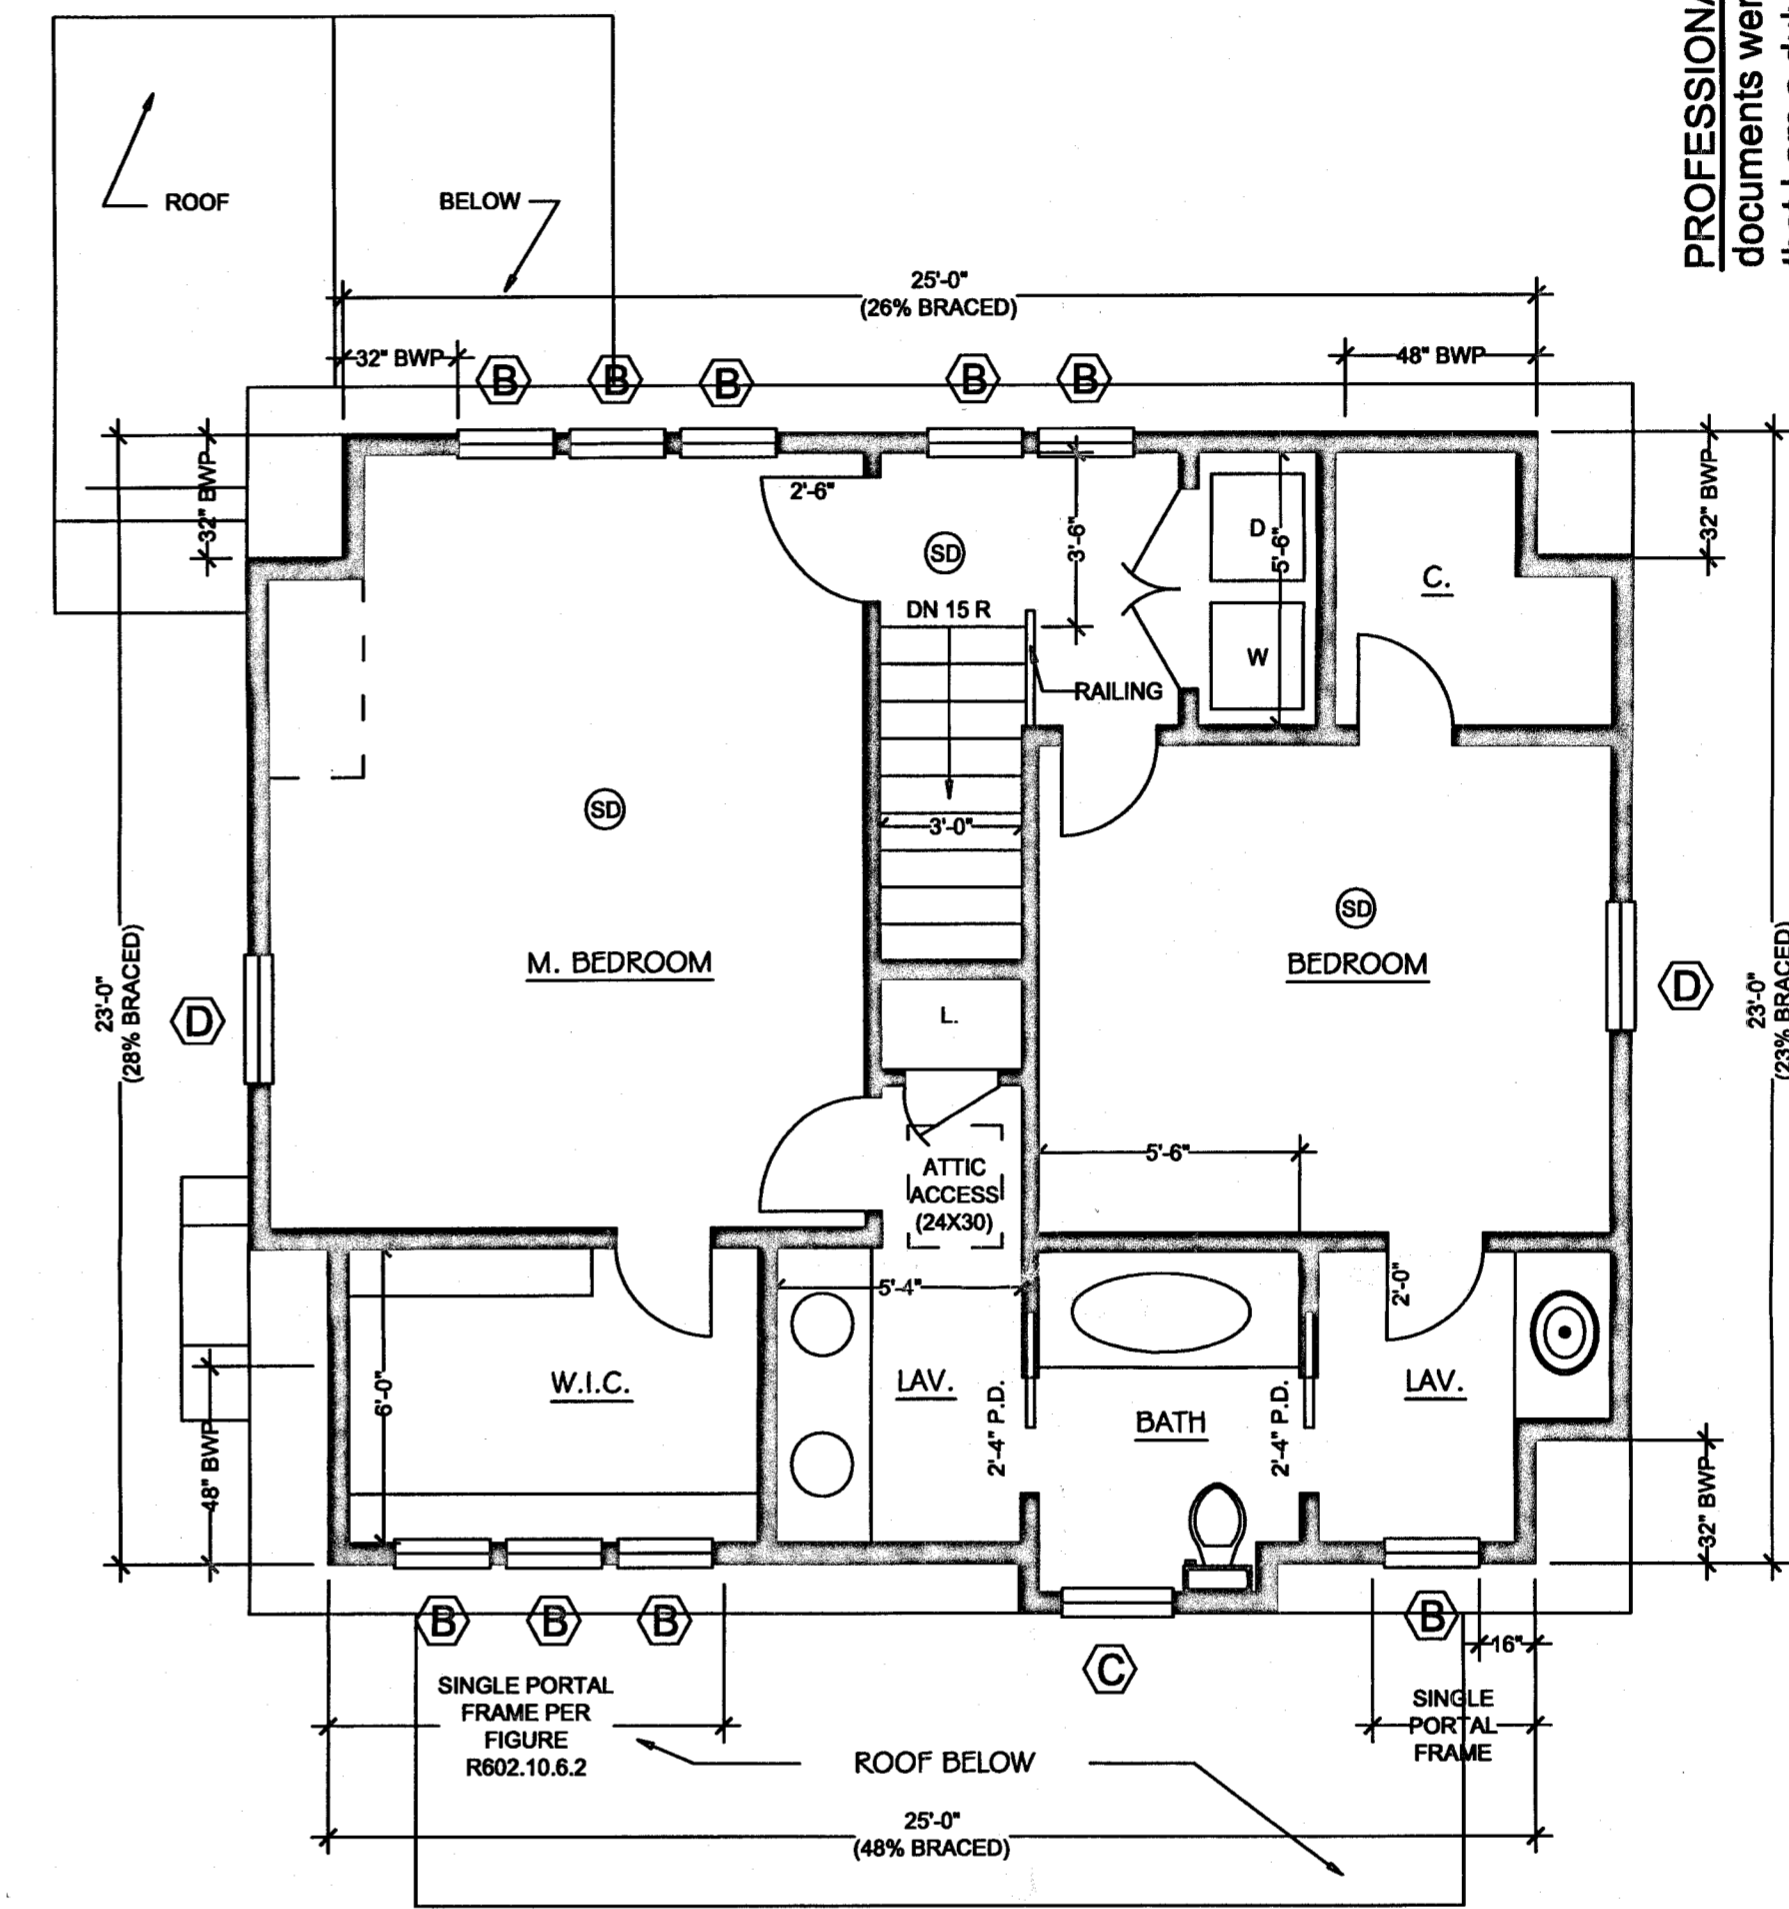 PROFESSIONA
documents wer
ROOF
BELOW
25'-0"
(26% BRACED)
32" BWP
B
B
B
B
B
48" BWP
32" BWP
32" BWP
2'-6"
SD
3'-6"
D
5'-6"
C.
DN 15 R
W
RAILING
SD
3'-0"
SD
M. BEDROOM
BEDROOM
23'-0"
(28% BRACED)
D
D
23'-0"
(23% BRACED)
L.
5'-6"
ATTIC
ACCESS
(24X30)
5'-4"
2'-0"
6'-0"
W.I.C.
LAV.
LAV.
2'-4" P.D.
BATH
2'-4" P.D.
48" BWP
32" BWP
B
B
B
C
B
16"
SINGLE PORTAL
FRAME PER
FIGURE
R602.10.6.2
SINGLE
PORTAL
FRAME
ROOF BELOW
25'-0"
(48% BRACED)